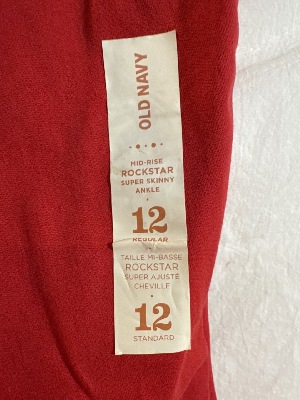 OLD NAVY
MID-RISE
ROCKSTAR
SUPER SKINNY
ANKLE
12
REGULAR
TAILLE MI-BASSE
ROCKSTAR
SUPER AJUSTÉ
CHEVILLE
12
STANDARD